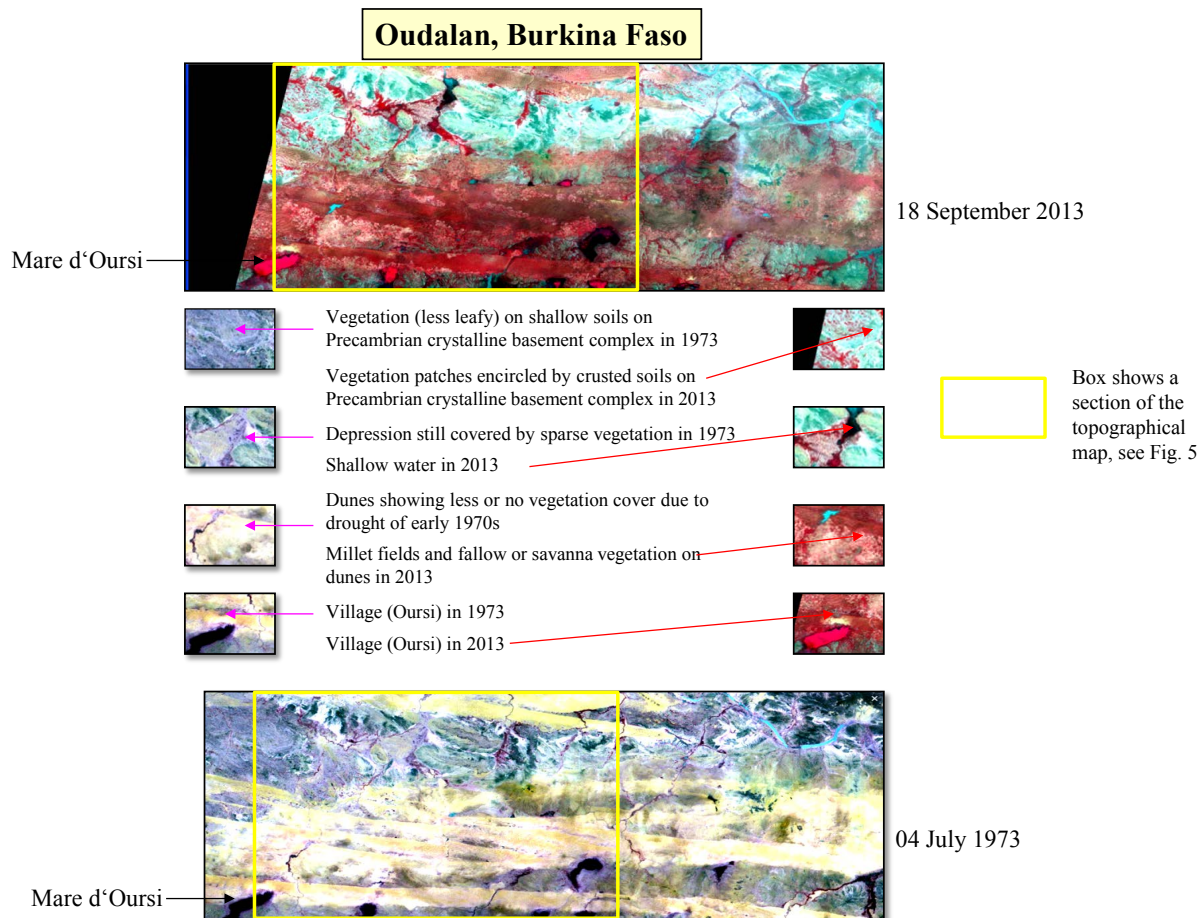 Oudalan, Burkina Faso
18 September 2013
Mare d‘Oursi
Vegetation (less leafy) on shallow soils on
Precambrian crystalline basement complex in 1973
Vegetation patches encircled by crusted soils on
Precambrian crystalline basement complex in 2013
Depression still covered by sparse vegetation in 1973
Shallow water in 2013
Dunes showing less or no vegetation cover due to
drought of early 1970s
Millet fields and fallow or savanna vegetation on
dunes in 2013
Village (Oursi) in 1973
Village (Oursi) in 2013
Box shows a
section of the
topographical
map, see Fig. 5
04 July 1973
Mare d‘Oursi